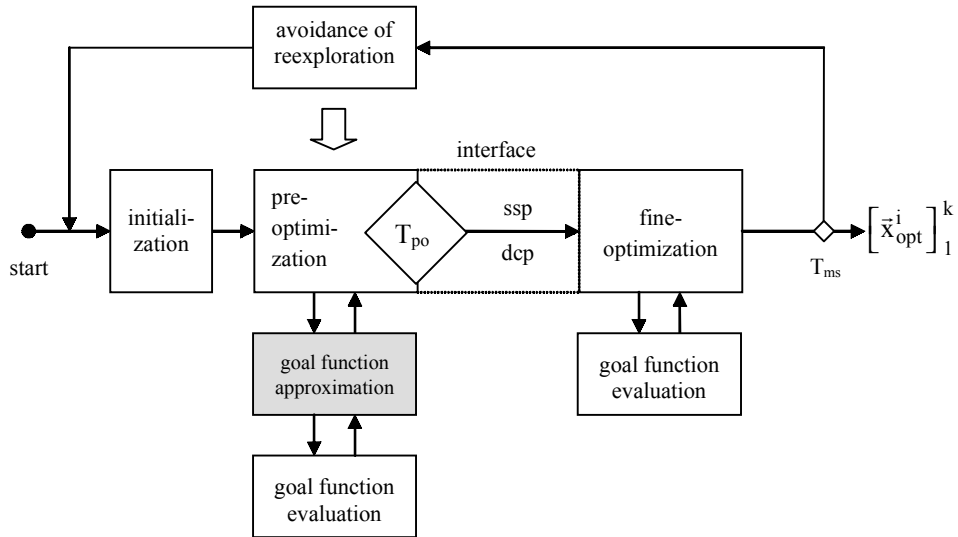 avoidance of
reexploration
interface
start
initiali-
zation
pre-
optimi-
zation
T_po
ssp
dcp
fine-
optimization
T_ms
[x⃗ⁱ_opt]ᵏ₁
goal function
approximation
goal function
evaluation
goal function
evaluation